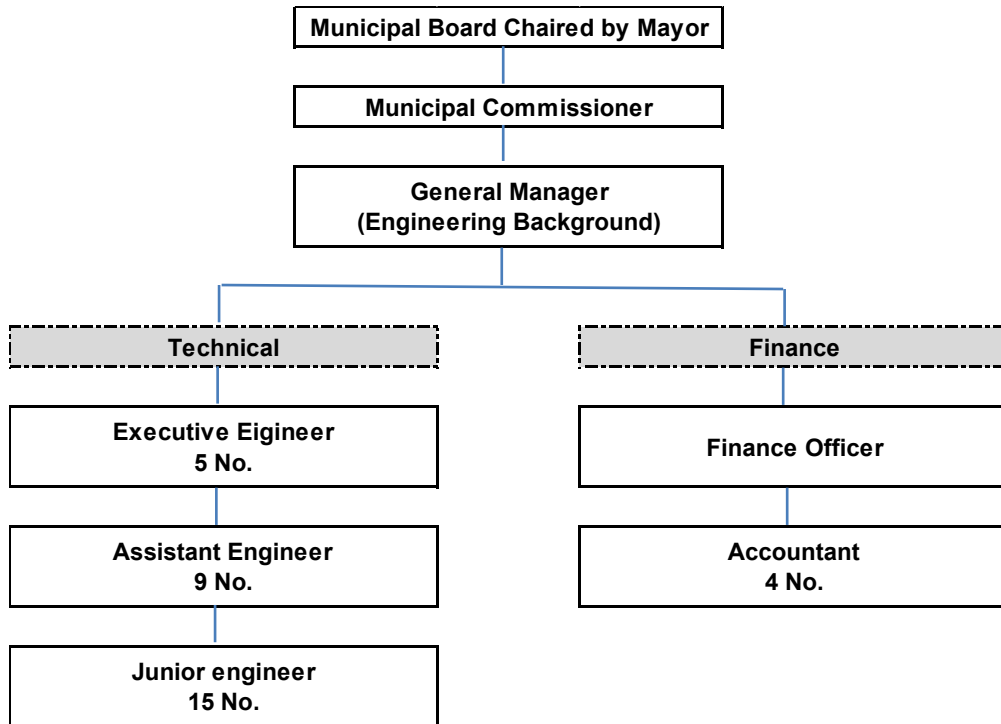 Municipal Board Chaired by Mayor
Municipal Commissioner
General Manager
(Engineering Background)
Technical
Finance
Executive Eigineer
5 No.
Finance Officer
Assistant Engineer
9 No.
Accountant
4 No.
Junior engineer
15 No.